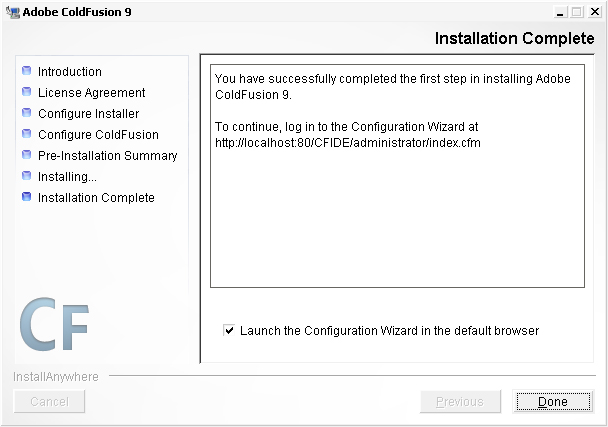 Adobe ColdFusion 9
Installation Complete
Introduction
License Agreement
Configure Installer
Configure ColdFusion
Pre-Installation Summary
Installing...
Installation Complete
You have successfully completed the first step in installing Adobe
ColdFusion 9.
To continue, log in to the Configuration Wizard at
http://localhost:80/CFIDE/administrator/index.cfm
Launch the Configuration Wizard in the default browser
CF
InstallAnywhere
Cancel
Previous
Done